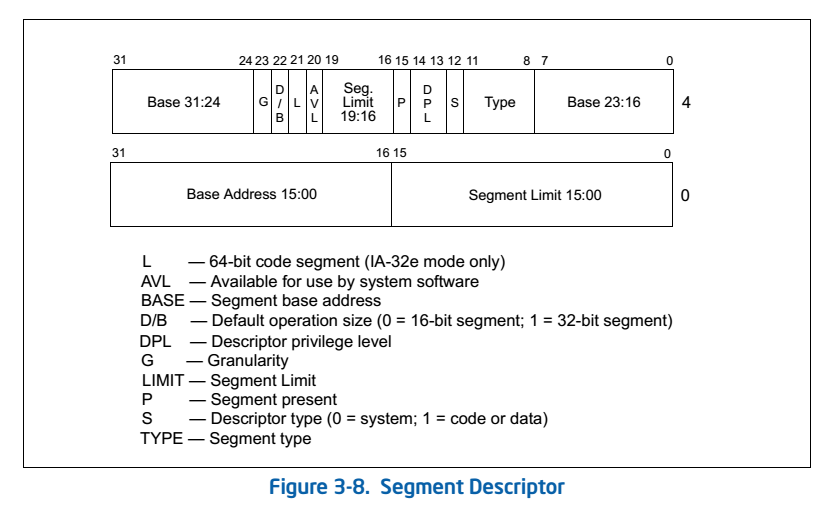 31 24 23 22 21 20 19 16 15 14 13 12 11 8 7 0
Base 31:24 G D/B L AVL Seg. Limit 19:16 P DPL S Type Base 23:16 4
31 16 15 0
Base Address 15:00 Segment Limit 15:00 0
L — 64-bit code segment (IA-32e mode only)
AVL — Available for use by system software
BASE — Segment base address
D/B — Default operation size (0 = 16-bit segment; 1 = 32-bit segment)
DPL — Descriptor privilege level
G — Granularity
LIMIT — Segment Limit
P — Segment present
S — Descriptor type (0 = system; 1 = code or data)
TYPE — Segment type
Figure 3-8. Segment Descriptor